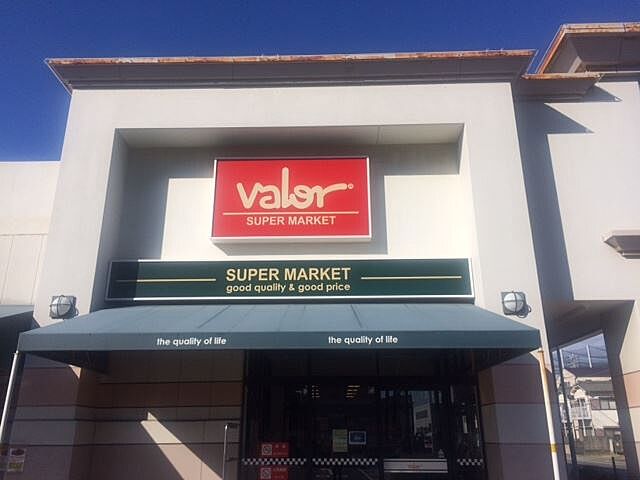 valor
SUPER MARKET
SUPER MARKET
good quality & good price
the quality of life
the quality of life